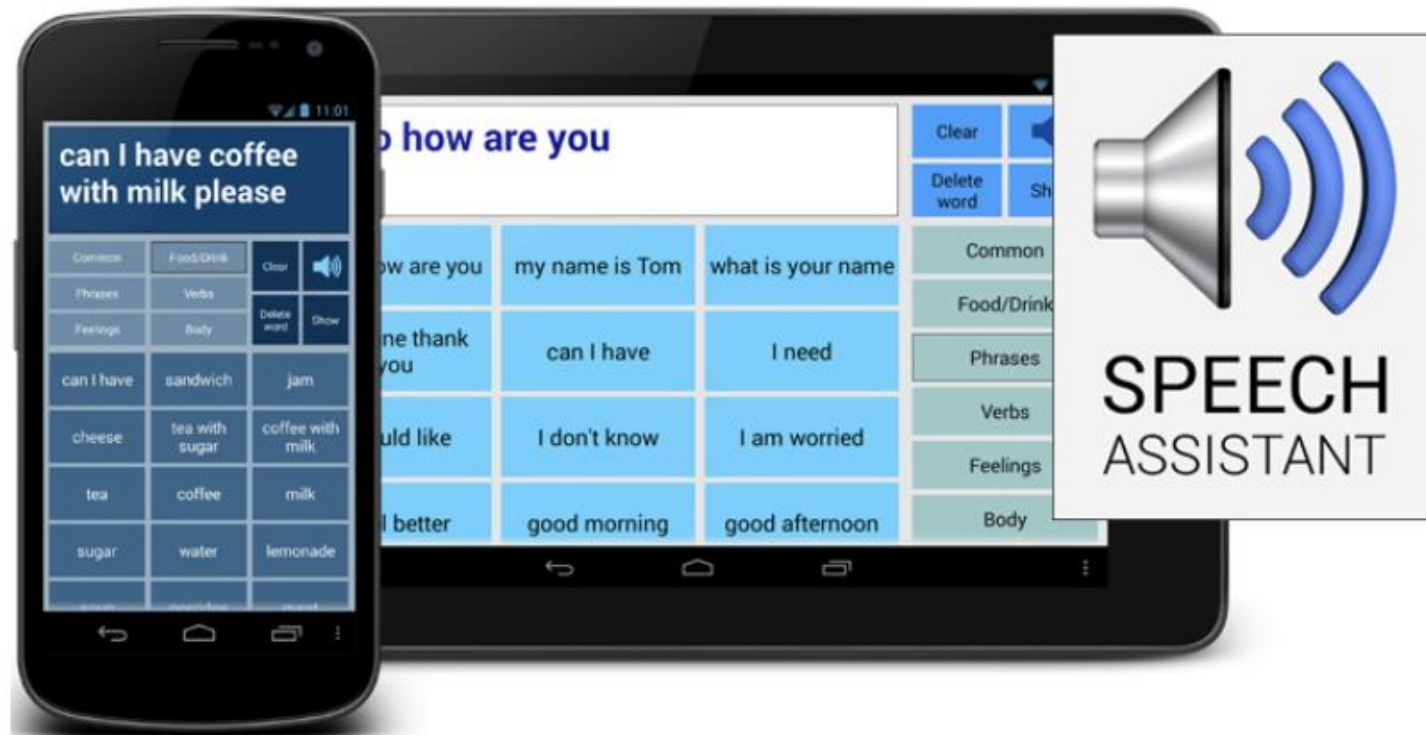 11:01
can I have coffee
with milk please
Common
Food/Drink
Clear
Phrases
Verbs
Feelings
Body
Delete
word
Show
can I have
sandwich
jam
cheese
tea with
sugar
coffee with
milk
tea
coffee
milk
sugar
water
lemonade
how are you
Clear
Delete
word
Sh
are you
my name is Tom
what is your name
thank
you
can I have
I need
like
I don't know
I am worried
better
good morning
good afternoon
Common
Food/Drink
Phrases
Verbs
Feelings
Body
SPEECH
ASSISTANT